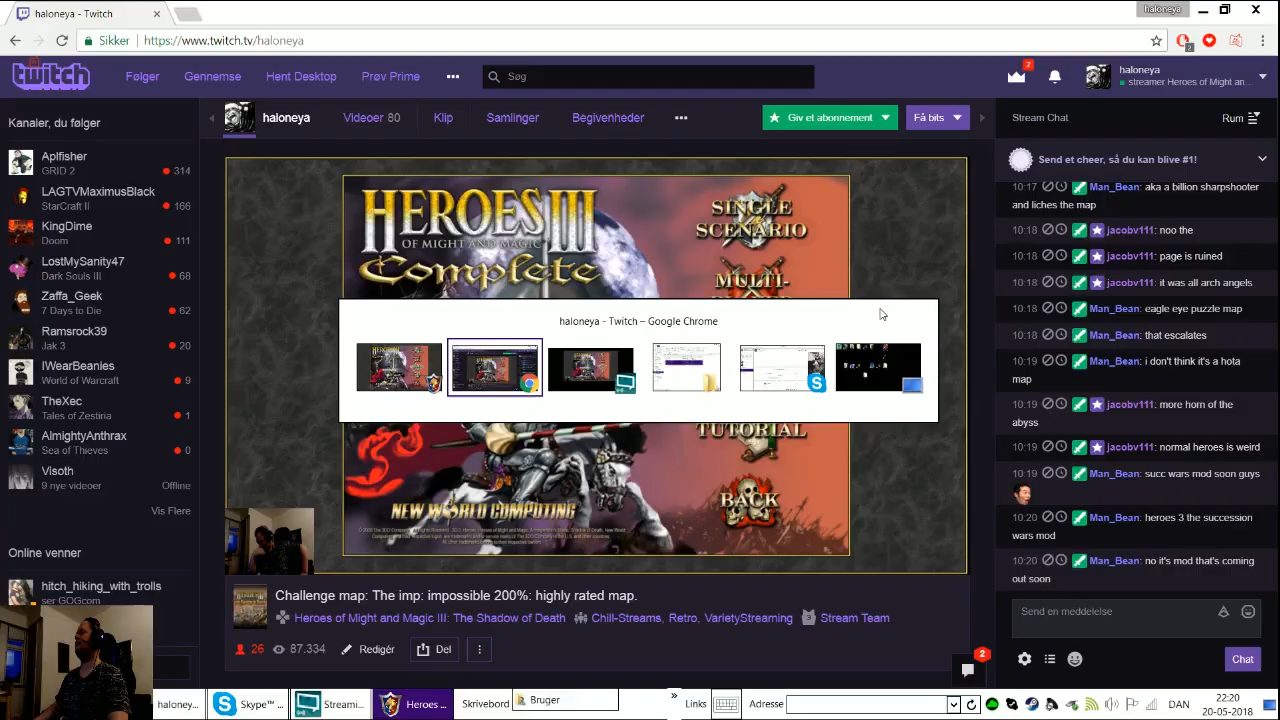 haloneya - Twitch
haloneya
Sikker
https://www.twitch.tv/haloneya
2
twitch
Følger
Gennemse
Hent Desktop
Prøv Prime
Søg
2
haloneya
streamer Heroes of Might an...
haloneya
Videoer 80
Klip
Samlinger
Begivenheder
Giv et abonnement
Få bits
Stream Chat
Rum
Kanaler, du følger
Aplfisher
GRID 2
314
LAGTVMaximusBlack
StarCraft II
166
KingDime
Doom
111
LostMySanity47
Dark Souls III
68
Zaffa_Geek
7 Days to Die
62
Ramsrock39
Jak 3
20
IWearBeanies
World of Warcraft
9
TheXec
Tales of Zestiria
1
AlmightyAnthrax
Sea of Thieves
0
Visoth
9 nye videoer
Offline
Vis Flere
Online venner
hitch_hiking_with_trolls
ser GOGcom
HEROES III
OF MIGHT AND MAGIC
Complete
SINGLE
SCENARIO
MULTI-
TUTORIAL
BACK
NEW WORLD COMPUTING
haloneya - Twitch – Google Chrome
Challenge map: The imp: impossible 200%: highly rated map.
Heroes of Might and Magic III: The Shadow of Death
Chill-Streams, Retro, VarietyStreaming
3
Stream Team
26
87.334
Redigér
Del
2
Send et cheer, så du kan blive #1!
10:17 Man_Bean: aka a billion sharpshooter
and liches the map
10:18 jacobv111: noo the
10:18 jacobv111: page is ruined
10:18 jacobv111: it was all arch angels
10:18 Man_Bean: eagle eye puzzle map
10:18 Man_Bean: that escalates
10:19 Man_Bean: i don't think it's a hota
map
10:19 jacobv111: more horn of the
abyss
10:19 jacobv111: normal heroes is weird
10:19 Man_Bean: succ wars mod soon guys
10:20 Man_Bean: homm 3 the succ
wars mod
10:20 Man_Bean: no it's mod that's coming
out soon
Send en meddelelse
Chat
haloney...
Skype™ ...
Streami...
Heroes ...
Skrivebord
Bruger
»
Links
Adresse
DAN
22:20
20-05-2018